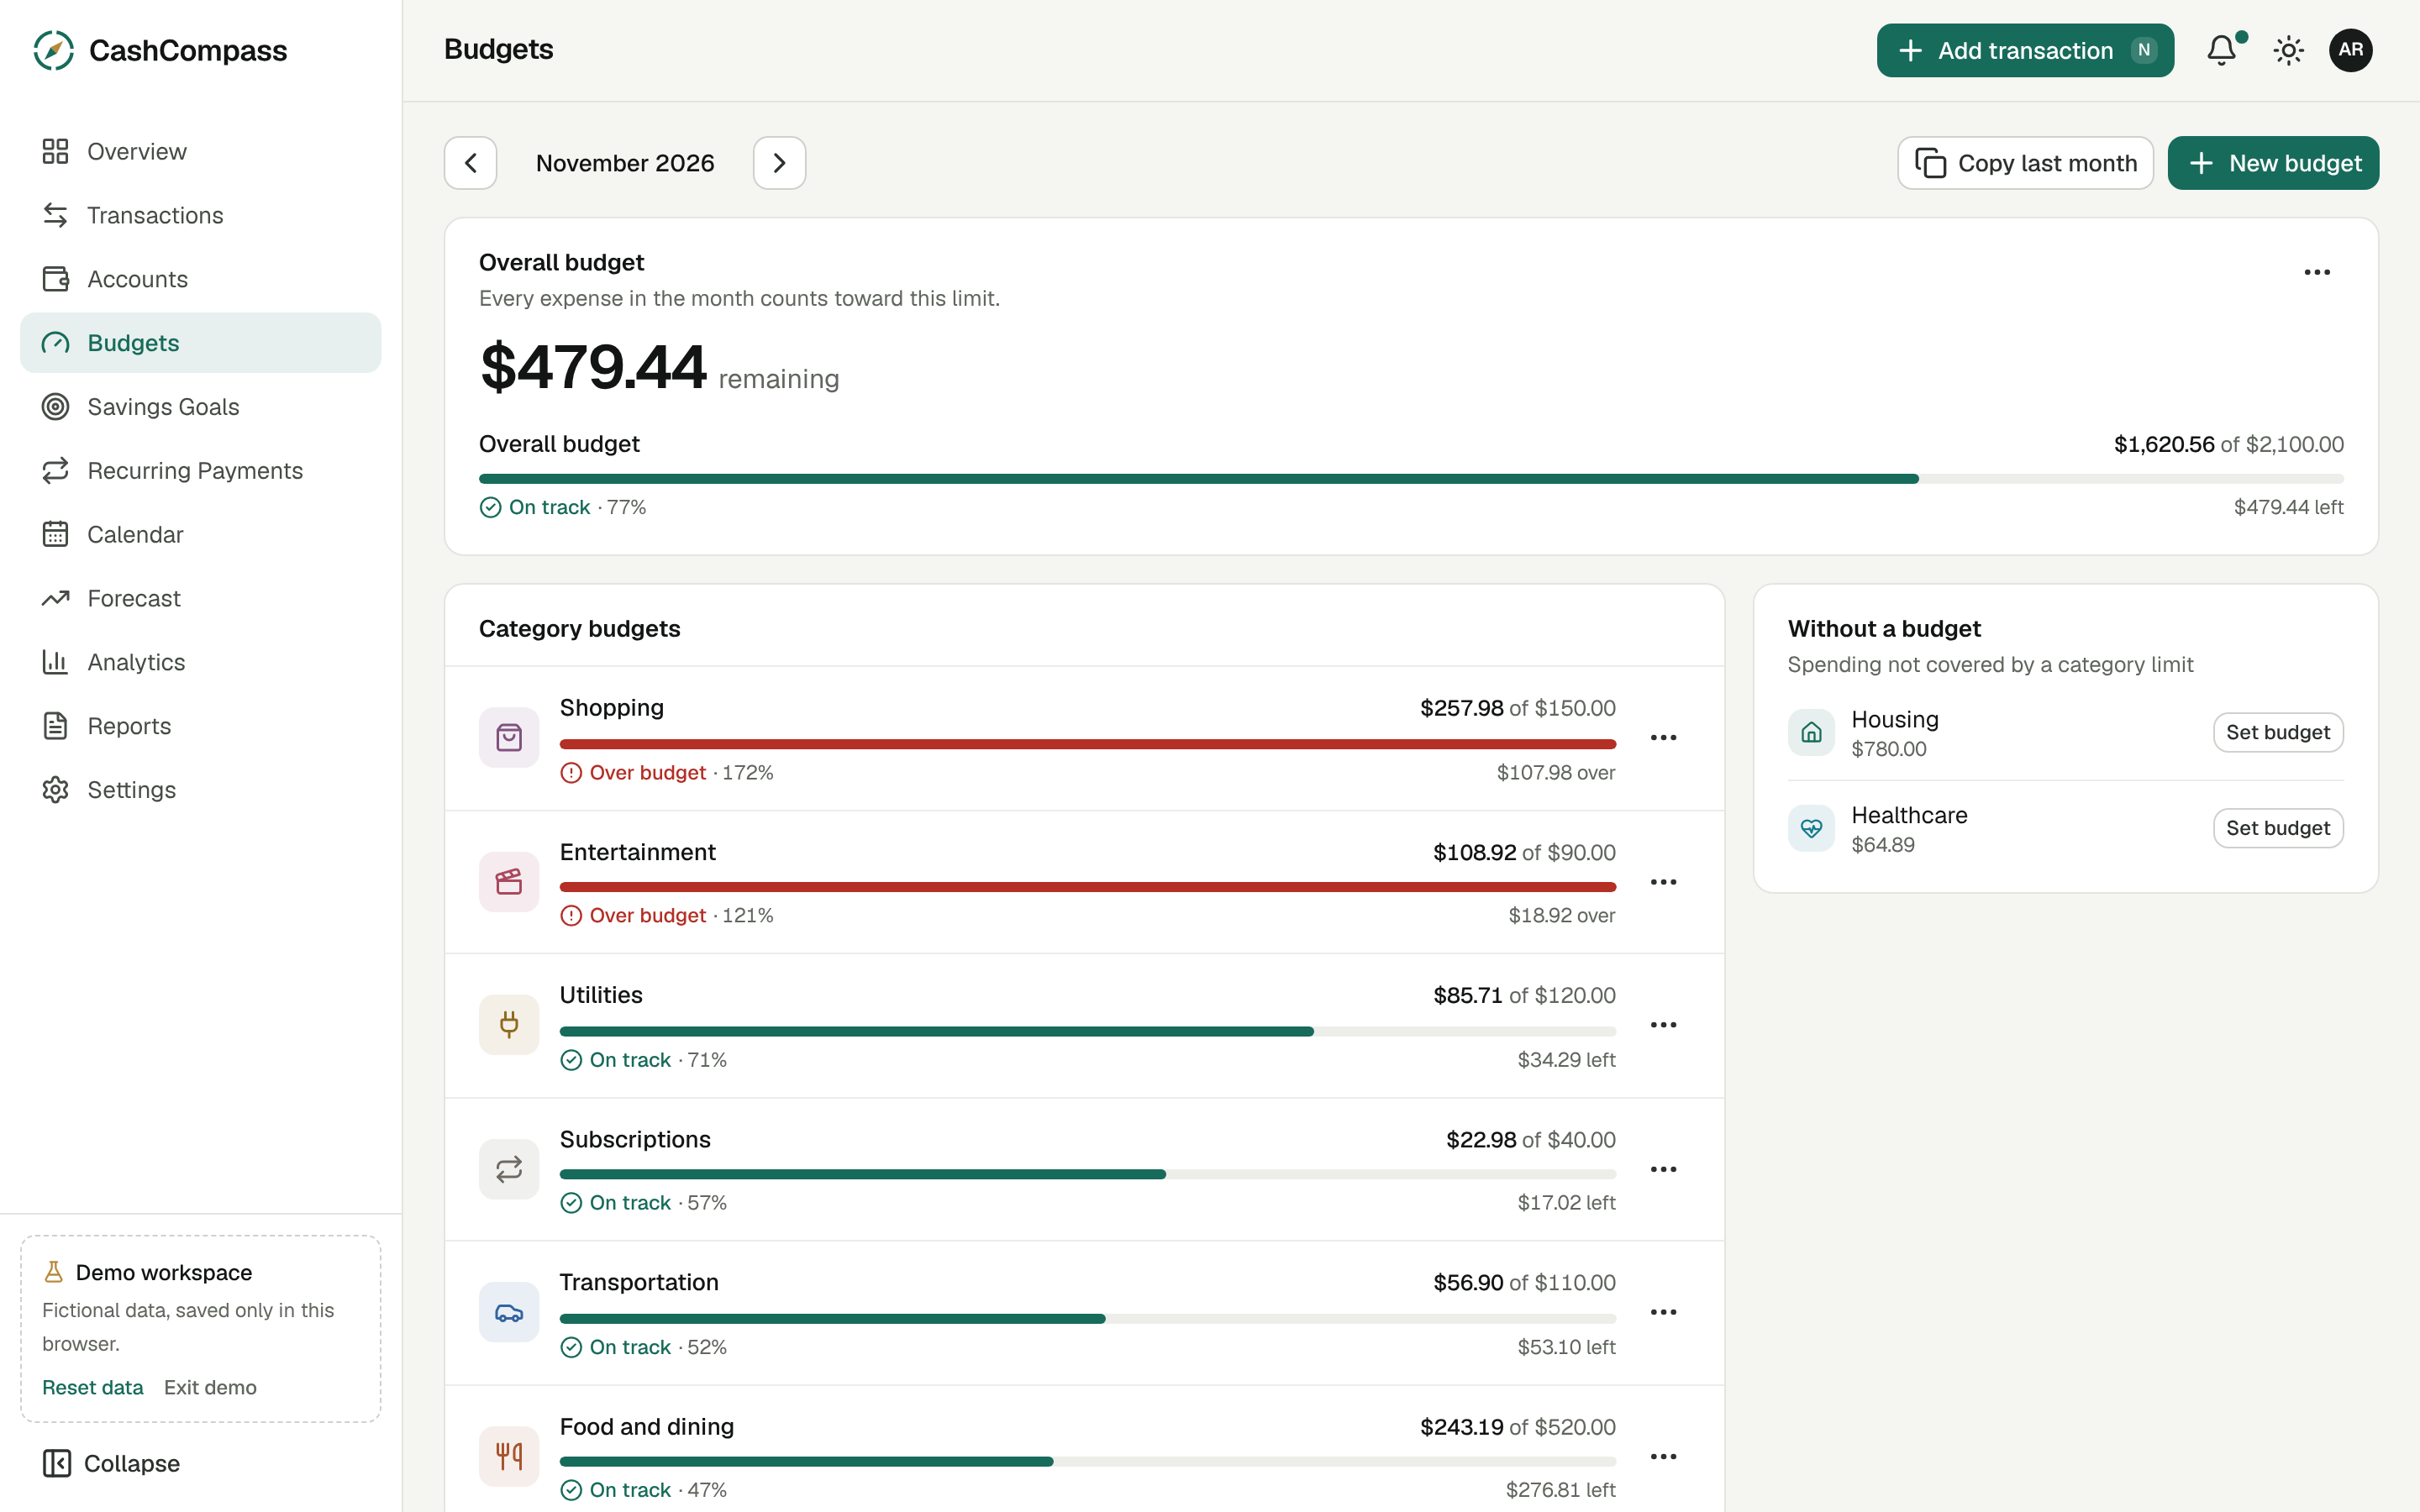 CashCompass
Overview
Transactions
Accounts
Budgets
Savings Goals
Recurring Payments
Calendar
Forecast
Analytics
Reports
Settings
Demo workspace
Fictional data, saved only in this
browser.
Reset data Exit demo
Collapse
Budgets
Add transaction N
AR
November 2026
Copy last month
New budget
Overall budget
Every expense in the month counts toward this limit.
$479.44 remaining
Overall budget $1,620.56 of $2,100.00
On track · 77% $479.44 left
Category budgets
Shopping $257.98 of $150.00
Over budget · 172% $107.98 over
Entertainment $108.92 of $90.00
Over budget · 121% $18.92 over
Utilities $85.71 of $120.00
On track · 71% $34.29 left
Subscriptions $22.98 of $40.00
On track · 57% $17.02 left
Transportation $56.90 of $110.00
On track · 52% $53.10 left
Food and dining $243.19 of $520.00
On track · 47% $276.81 left
Without a budget
Spending not covered by a category limit
Housing
$780.00
Set budget
Healthcare
$64.89
Set budget